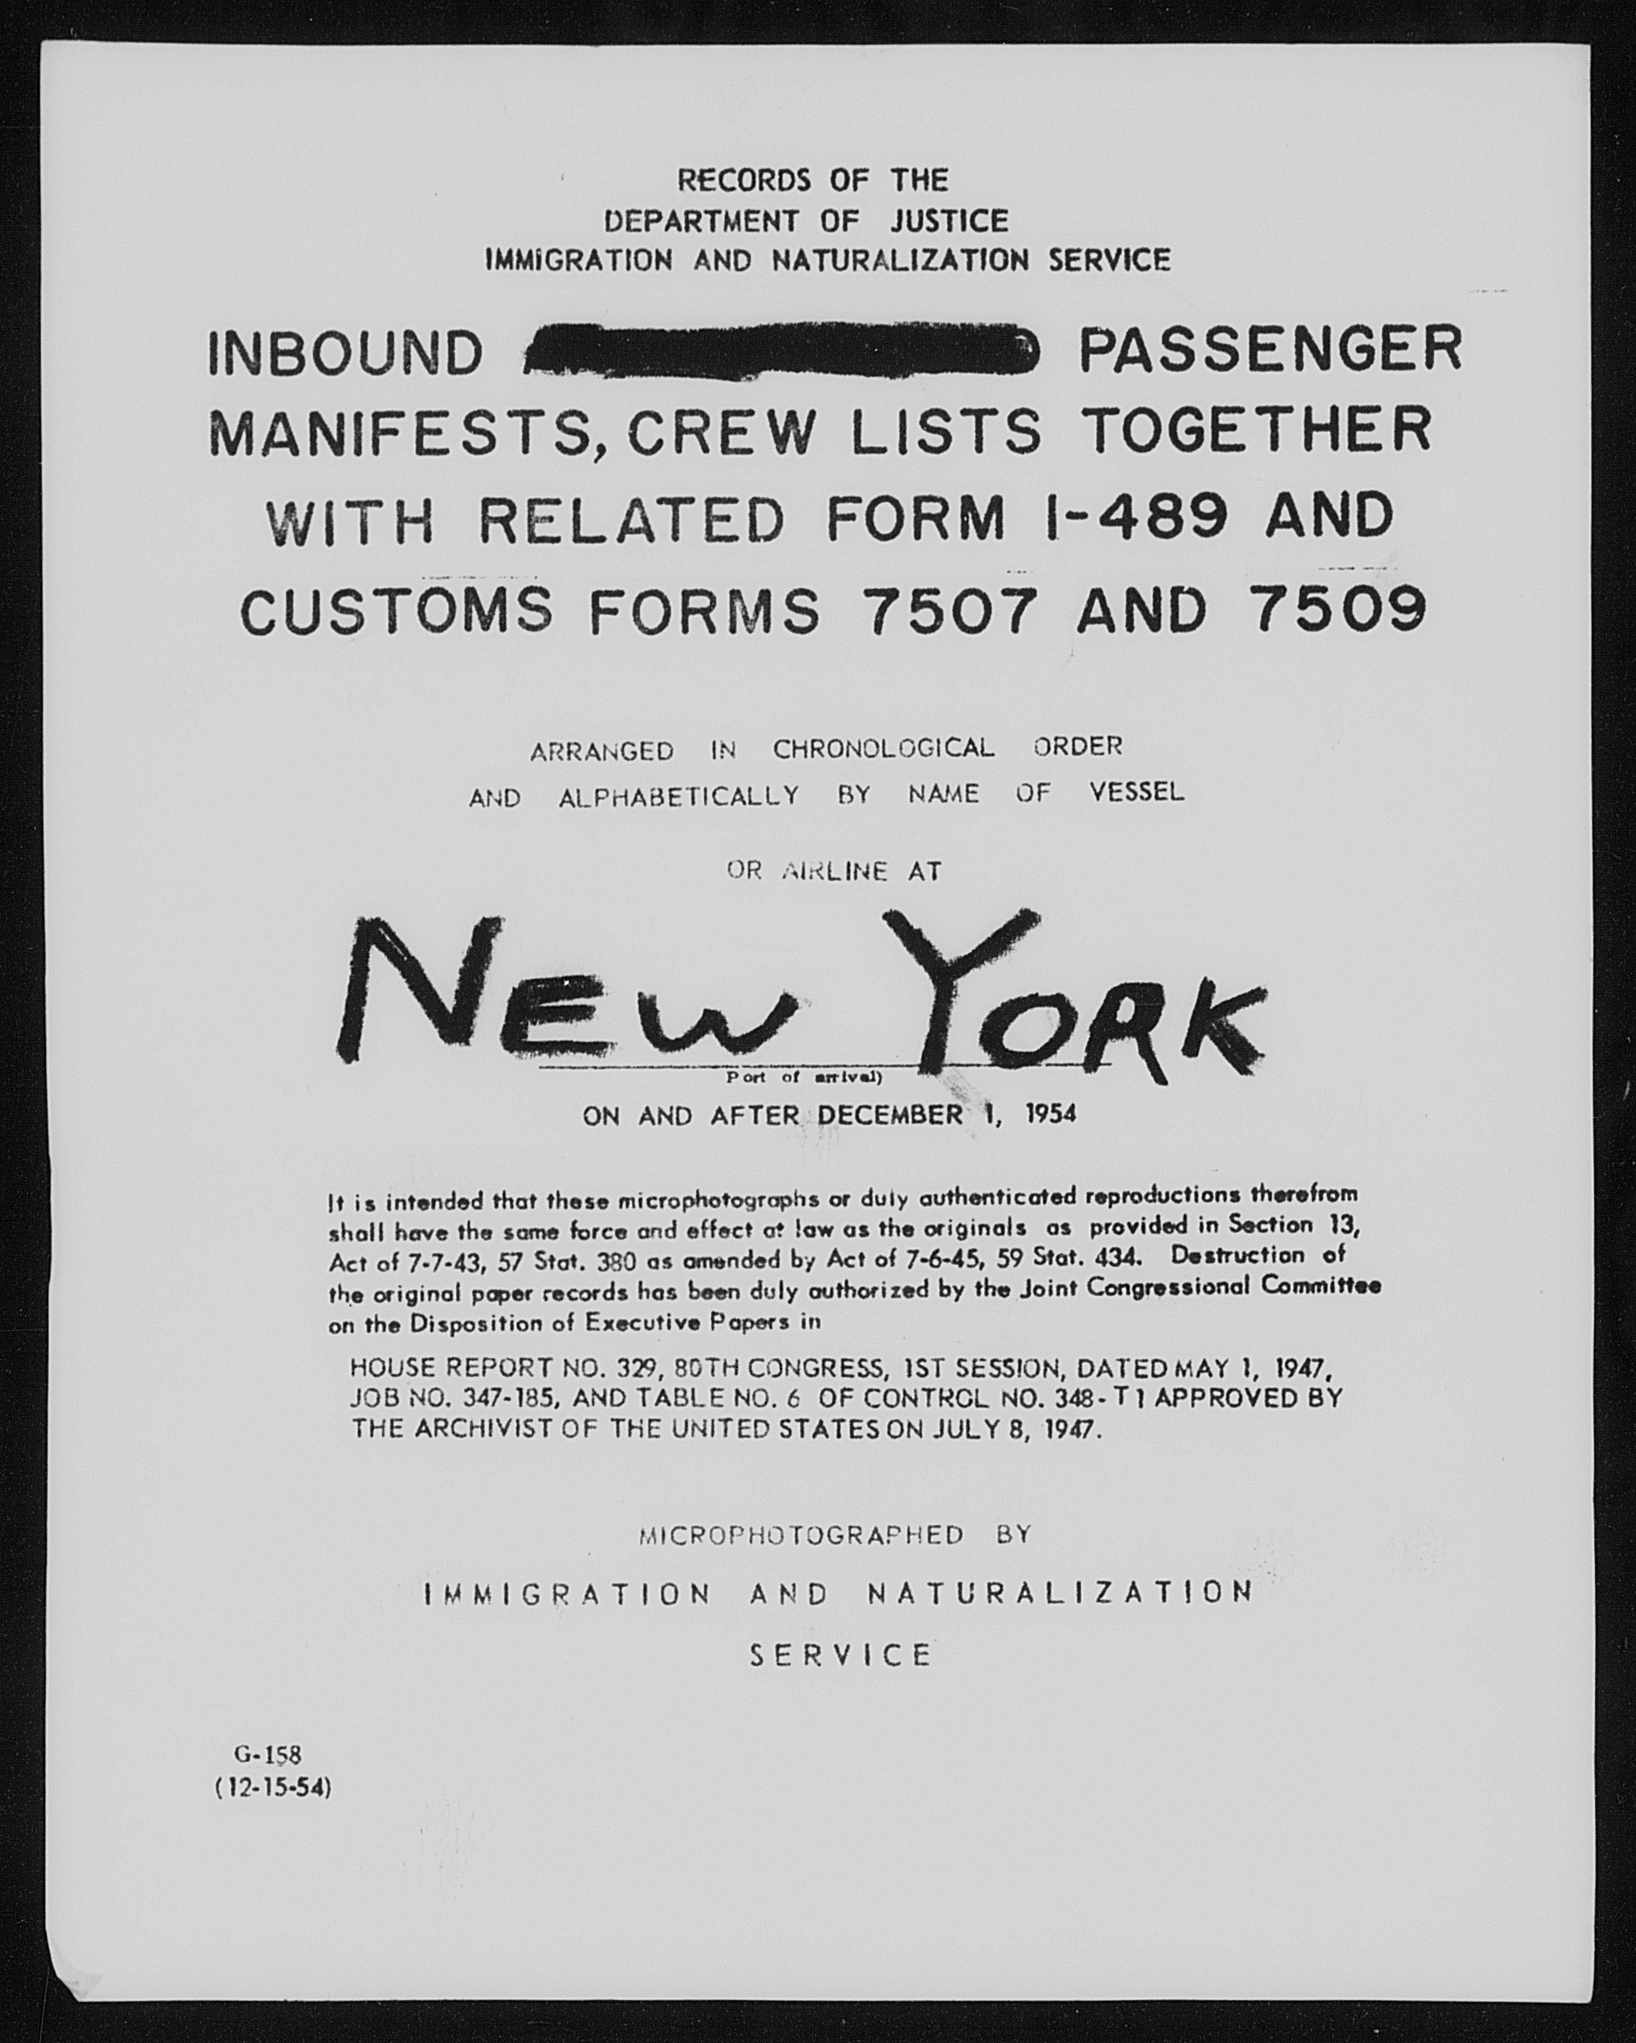 RECORDS OF THE
DEPARTMENT OF JUSTICE
IMMIGRATION AND NATURALIZATION SERVICE
INBOUND PASSENGER
MANIFESTS, CREW LISTS TOGETHER
WITH RELATED FORM I-489 AND
CUSTOMS FORMS 7507 AND 7509
ARRANGED IN CHRONOLOGICAL ORDER
AND ALPHABETICALLY BY NAME OF VESSEL
OR AIRLINE AT
NEW YORK
Port of arrival)
ON AND AFTER DECEMBER 1, 1954
It is intended that these microphotographs or duly authenticated reproductions therefrom
shall have the same force and effect at law as the originals as provided in Section 13,
Act of 7-7-43, 57 Stat. 380 as amended by Act of 7-6-45, 59 Stat. 434. Destruction of
the original paper records has been duly authorized by the Joint Congressional Committee
on the Disposition of Executive Papers in
HOUSE REPORT NO. 329, 80TH CONGRESS, 1ST SESSION, DATED MAY 1, 1947,
JOB NO. 347-185, AND TABLE NO. 6 OF CONTROL NO. 348-T1 APPROVED BY
THE ARCHIVIST OF THE UNITED STATES ON JULY 8, 1947.
MICROPHOTOGRAPHED BY
IMMIGRATION AND NATURALIZATION
SERVICE
G-158
(12-15-54)